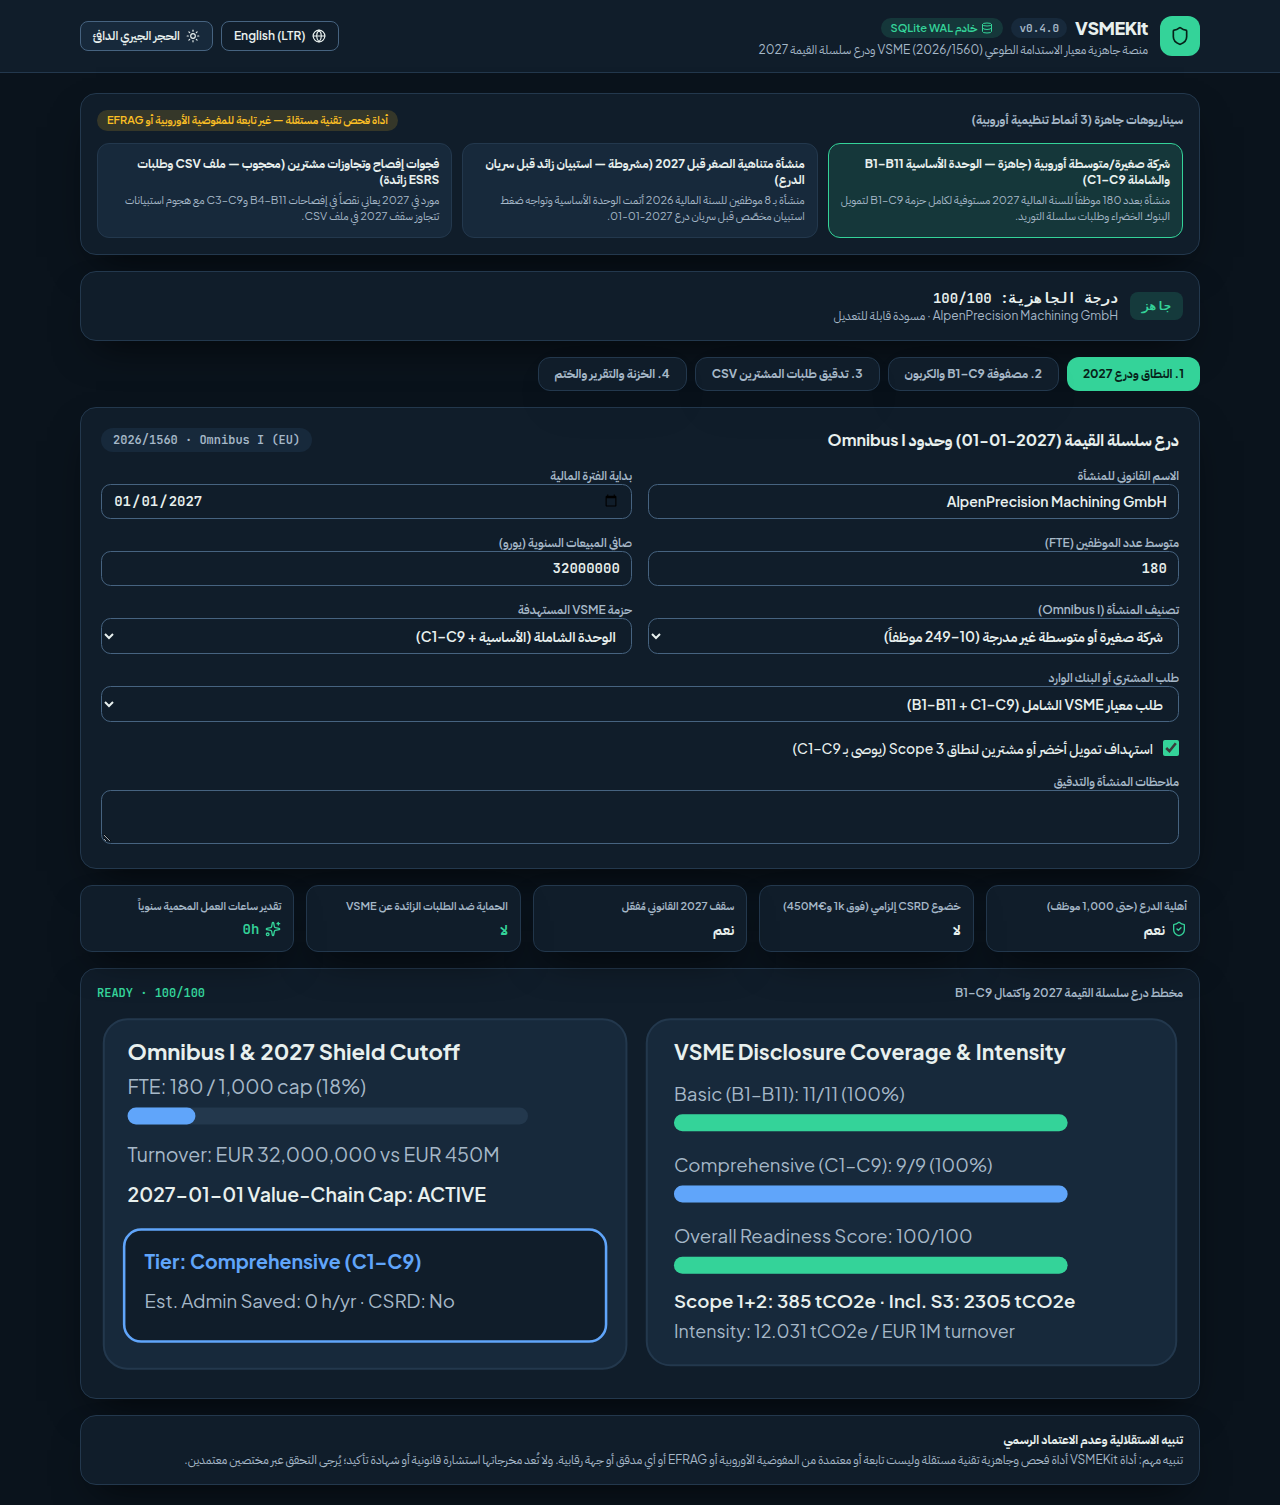 VSMEKit
v0.4.0
خادم SQLite WAL
منصة جاهزية معيار الاستدامة الطوعي VSME (2026/1560) ودرع سلسلة القيمة 2027
English (LTR)
الحجر الجيري الدافئ
سيناريوهات جاهزة (3 أنماط تنظيمية أوروبية)
أداة فحص تقنية مستقلة — غير تابعة للمفوضية الأوروبية أو EFRAG
شركة صغيرة/متوسطة أوروبية (جاهزة — الوحدة الأساسية B1–B11
والشاملة C1–C9)
منشأة بعدد 180 موظفاً للسنة المالية 2027 مستوفية لكامل حزمة B1-C9 لتمويل
البنوك الخضراء وطلبات سلسلة التوريد.
منشأة متناهية الصغر قبل 2027 (مشروطة — استبيان زائد قبل سريان
الدرع)
منشأة بـ 8 موظفين للسنة المالية 2026 أتمت الوحدة الأساسية وتواجه ضغط
استبيان مخصّص قبل سريان درع 2027-01-01.
فجوات إفصاح وتجاوزات مشترين (محجوب — ملف CSV وطلبات
ESRS زائدة)
مورد في 2027 يعاني نقصاً في إفصاحات B4-B11 وC3-C9 مع هجوم استبيانات
تتجاوز سقف 2027 في ملف CSV.
جاهز
درجة الجاهزية: 100/100
AlpenPrecision Machining GmbH · مسودة قابلة للتعديل
1. النطاق ودرع 2027
2. مصفوفة B1–C9 والكربون
3. تدقيق طلبات المشترين CSV
4. الخزنة والتقرير والختم
درع سلسلة القيمة (2027-01-01) وحدود Omnibus I
2026/1560 · Omnibus I (EU)
الاسم القانوني للمنشأة
AlpenPrecision Machining GmbH
بداية الفترة المالية
01/01/2027
متوسط عدد الموظفين (FTE)
180
صافي المبيعات السنوية (يورو)
32000000
تصنيف المنشأة (Omnibus I)
شركة صغيرة أو متوسطة غير مدرجة (10–249 موظفاً)
حزمة VSME المستهدفة
الوحدة الشاملة (الأساسية + C1–C9)
طلب المشتري أو البنك الوارد
طلب معيار VSME الشامل (B1–B11 + C1–C9)
استهداف تمويل أخضر أو مشترين لنطاق Scope 3 (يوصى بـ C1–C9)
ملاحظات المنشأة والتدقيق
أهلية الدرع (حتى 1,000 موظف)
نعم
خضوع CSRD إلزامي (فوق 1k و€450M)
لا
سقف 2027 القانوني مُفعّل
نعم
الحماية ضد الطلبات الزائدة عن VSME
لا
تقدير ساعات العمل المحمية سنوياً
0h
مخطط درع سلسلة القيمة 2027 واكتمال B1–C9
READY · 100/100
VSME Disclosure Coverage & Intensity
Basic (B1–B11): 11/11 (100%)
Comprehensive (C1–C9): 9/9 (100%)
Overall Readiness Score: 100/100
Scope 1+2: 385 tCO2e · Incl. S3: 2305 tCO2e
Intensity: 12.031 tCO2e / EUR 1M turnover
Omnibus I & 2027 Shield Cutoff
FTE: 180 / 1,000 cap (18%)
Turnover: EUR 32,000,000 vs EUR 450M
2027-01-01 Value-Chain Cap: ACTIVE
Tier: Comprehensive (C1–C9)
Est. Admin Saved: 0 h/yr · CSRD: No
تنبيه الاستقلالية وعدم الاعتماد الرسمي
تنبيه مهم: أداة VSMEKit أداة فحص وجاهزية تقنية مستقلة وليست تابعة أو معتمدة من المفوضية الأوروبية أو EFRAG أو أي مدقق أو جهة رقابية. ولا تُعد مخرجاتها استشارة قانونية أو شهادة تأكيد؛ يُرجى التحقق عبر مختصين معتمدين.